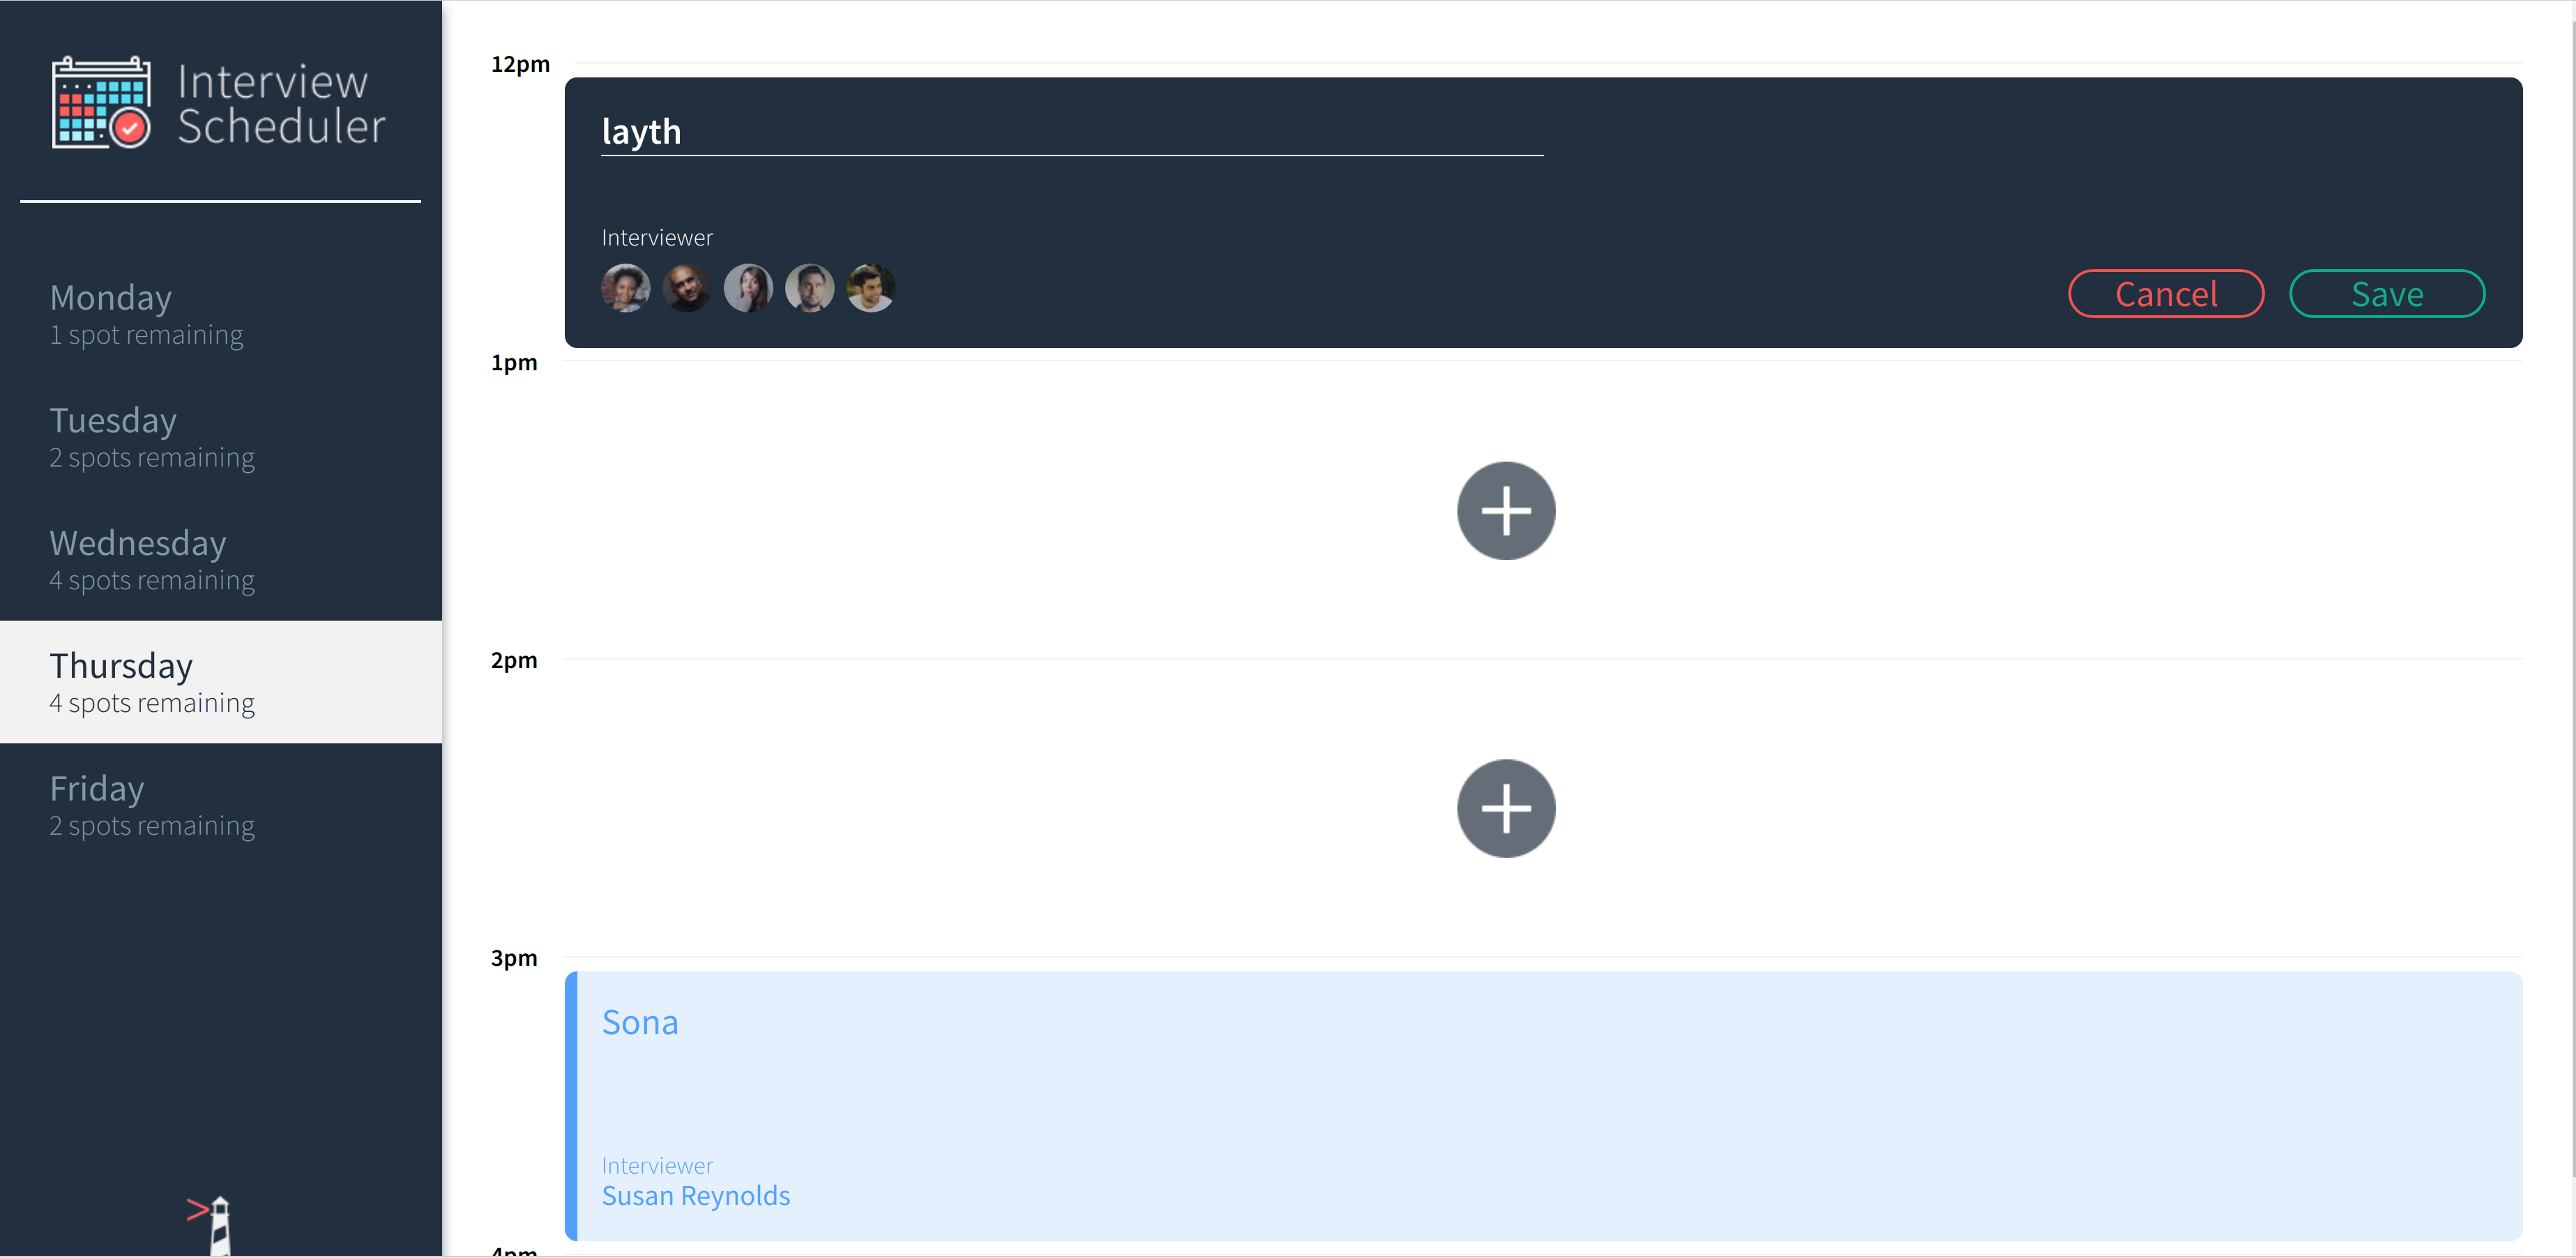 Interview
Scheduler
Monday
1 spot remaining
Tuesday
2 spots remaining
Wednesday
4 spots remaining
Thursday
4 spots remaining
Friday
2 spots remaining
12pm
layth
Interviewer
Cancel
Save
1pm
2pm
3pm
Sona
Interviewer
Susan Reynolds
4pm